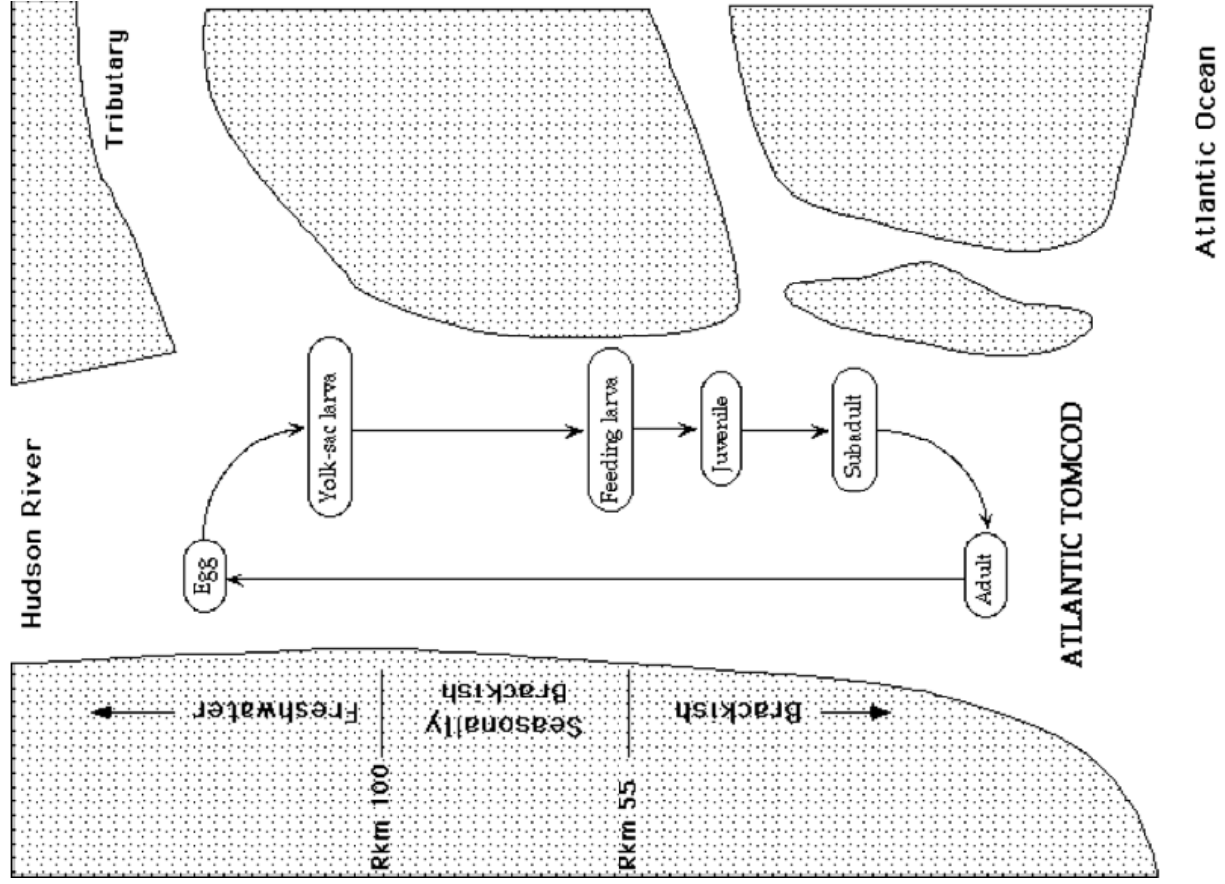 Hudson River
Tributary
Egg
Yolk-sac larva
Feeding larva
Juvenile
Subadult
Adult
Freshwater
Seasonally
Brackish
Brackish
Rkm 100
Rkm 55
ATLANTIC TOMCOD
Atlantic Ocean